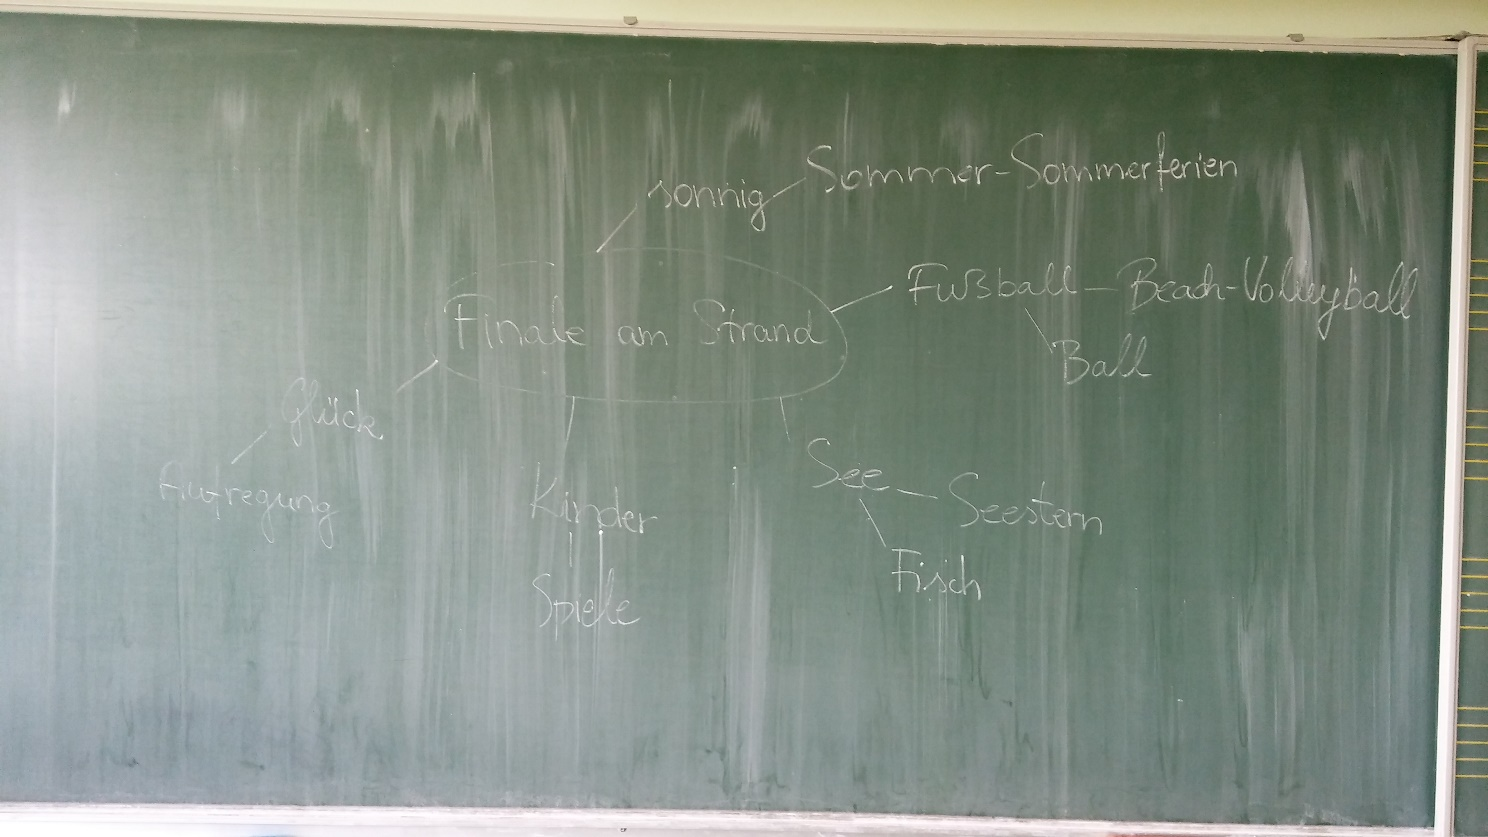 sonnig - Sommer - Sommerferien
Finale am Strand
Fußball - Beach-Volleyball
Ball
Glück
Aufregung
Kinder
Spiele
See - Seestern
Fisch